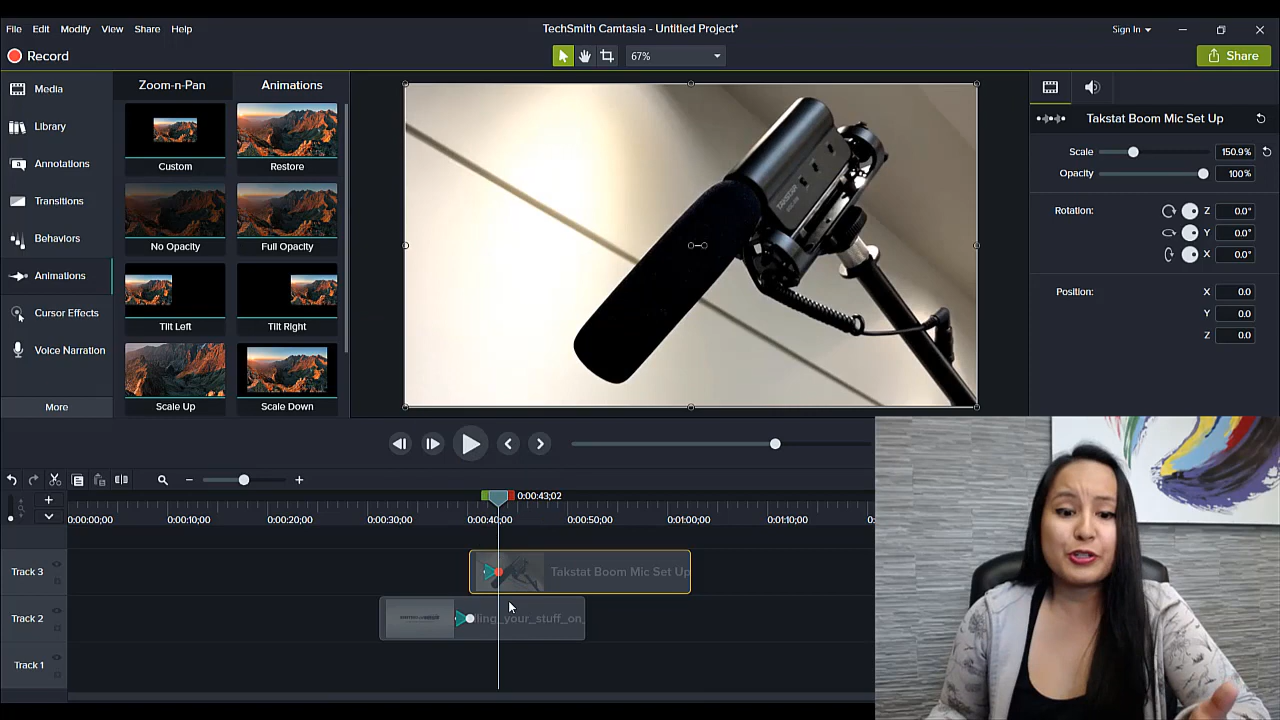 File Edit Modify View Share Help
TechSmith Camtasia - Untitled Project*
Sign In
Record
67%
Share
Media
Library
Annotations
Transitions
Behaviors
Animations
Cursor Effects
Voice Narration
More
Zoom-n-Pan Animations
Custom Restore
No Opacity Full Opacity
Tilt Left Tilt Right
Scale Up Scale Down
Takstat Boom Mic Set Up
Scale 150.9%
Opacity 100%
Rotation: Z 0.0°
Y 0.0°
X 0.0°
Position: X 0.0
Y 0.0
Z 0.0
TAKSTAR
0:00:43;02
0:00:00;00 0:00:10;00 0:00:20;00 0:00:30;00 0:00:40;00 0:00:50;00 0:01:00;00 0:01:10;00
Track 3 Takstat Boom Mic Set Up
Track 2 lling_your_stuff_on_
Track 1